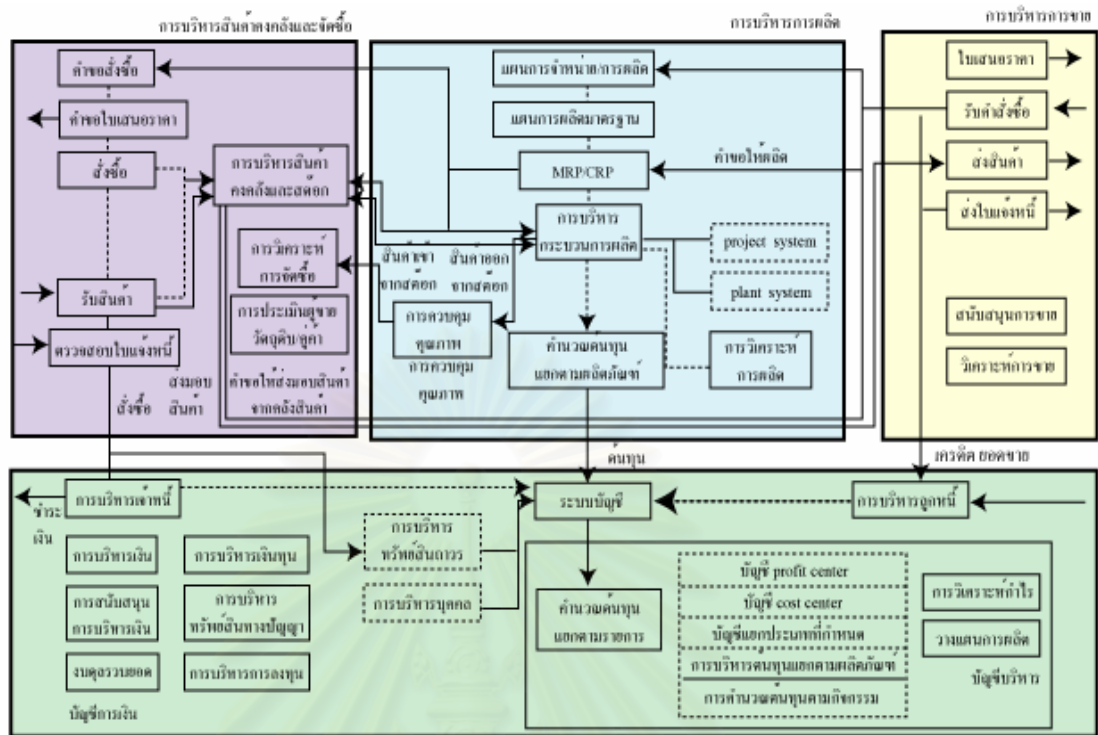 การบริหารสินค้าคงคลังและจัดซื้อ
การบริหารการผลิต
การบริหารการขาย
คำขอสั่งซื้อ
คำขอใบเสนอราคา
สั่งซื้อ
การบริหารสินค้า
คงคลังและสต๊อก
การวิเคราะห์
การจัดซื้อ
รับสินค้า
การประเมินผู้ขาย
วัตถุดิบ/คู่ค้า
ตรวจสอบใบแจ้งหนี้
ส่งมอบ
สั่งซื้อ
สินค้า
คำขอให้ส่งมอบสินค้า
จากคลังสินค้า
แผนการจำหน่าย/การผลิต
แผนการผลิตมาตรฐาน
MRP/CRP
คำขอให้ผลิต
การบริหาร
กระบวนการผลิต
สินค้าเข้า
จากสต๊อก
สินค้าออก
จากสต๊อก
project system
plant system
การควบคุม
คุณภาพ
การควบคุม
คุณภาพ
คำนวณต้นทุน
แยกตามผลิตภัณฑ์
การวิเคราะห์
การผลิต
ใบเสนอราคา
รับคำสั่งซื้อ
ส่งสินค้า
ส่งใบแจ้งหนี้
สนับสนุนการขาย
วิเคราะห์การขาย
ต้นทุน
เครดิต ยอดขาย
การบริหารเจ้าหนี้
ชำระ
เงิน
ระบบบัญชี
การบริหารลูกหนี้
การบริหาร
ทรัพย์สินถาวร
การบริหารบุคคล
การบริหารเงิน
การบริหารเงินทุน
การสนับสนุน
การบริหารเงิน
การบริหาร
ทรัพย์สินทางปัญญา
งบดุลรวมยอด
การบริหารการลงทุน
บัญชีการเงิน
คำนวณต้นทุน
แยกตามรายการ
บัญชี profit center
บัญชี cost center
บัญชีแยกประเภทที่กำหนด
การบริหารต้นทุนแยกตามผลิตภัณฑ์
การคำนวณต้นทุนตามกิจกรรม
การวิเคราะห์กำไร
วางแผนการผลิต
บัญชีบริหาร